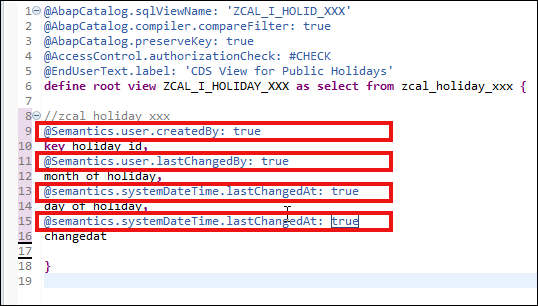 1 @AbapCatalog.sqlViewName: 'ZCAL_I_HOLID_XXX'
2 @AbapCatalog.compiler.compareFilter: true
3 @AbapCatalog.preserveKey: true
4 @AccessControl.authorizationCheck: #CHECK
5 @EndUserText.label: 'CDS View for Public Holidays'
6 define root view ZCAL_I_HOLIDAY_XXX as select from zcal_holiday_xxx {
7
8 //zcal_holiday_xxx
9 @Semantics.user.createdBy: true
10 key holiday_id,
11 @Semantics.user.lastChangedBy: true
12 month_of_holiday,
13 @semantics.systemDateTime.lastChangedAt: true
14 day_of_holiday,
15 @semantics.systemDateTime.lastChangedAt: true
16 changedat
17
18 }
19